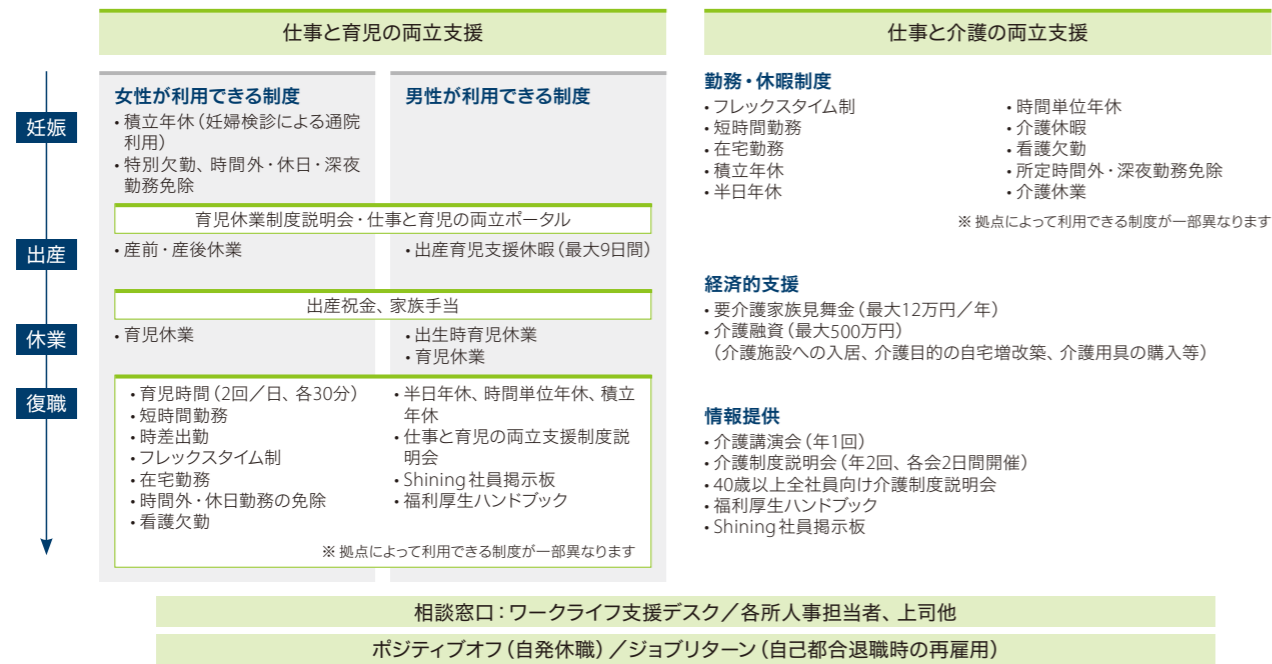 仕事と育児の両立支援
妊娠
出産
休業
復職
女性が利用できる制度
・積立年休（妊婦検診による通院
利用）
・特別欠勤、時間外・休日・深夜
勤務免除
男性が利用できる制度
育児休業制度説明会・仕事と育児の両立ポータル
・産前・産後休業
・出産育児支援休暇（最大9日間）
出産祝金、家族手当
・育児休業
・出生時育児休業
・育児休業
・育児時間（2回／日、各30分）
・短時間勤務
・時差出勤
・フレックスタイム制
・在宅勤務
・時間外・休日勤務の免除
・看護欠勤
・半日年休、時間単位年休、積立
年休
・仕事と育児の両立支援制度説
明会
・Shining社員掲示板
・福利厚生ハンドブック
※拠点によって利用できる制度が一部異なります
仕事と介護の両立支援
勤務・休暇制度
・フレックスタイム制
・短時間勤務
・在宅勤務
・積立年休
・半日年休
・時間単位年休
・介護休暇
・看護欠勤
・所定時間外・深夜勤務免除
・介護休業
※拠点によって利用できる制度が一部異なります
経済的支援
・要介護家族見舞金（最大12万円／年）
・介護融資（最大500万円）
（介護施設への入居、介護目的の自宅増改築、介護用具の購入等）
情報提供
・介護講演会（年1回）
・介護制度説明会（年2回、各会2日間開催）
・40歳以上全社員向け介護制度説明会
・福利厚生ハンドブック
・Shining社員掲示板
相談窓口：ワークライフ支援デスク／各所人事担当者、上司他
ポジティブオフ（自発休職）／ジョブリターン（自己都合退職時の再雇用）